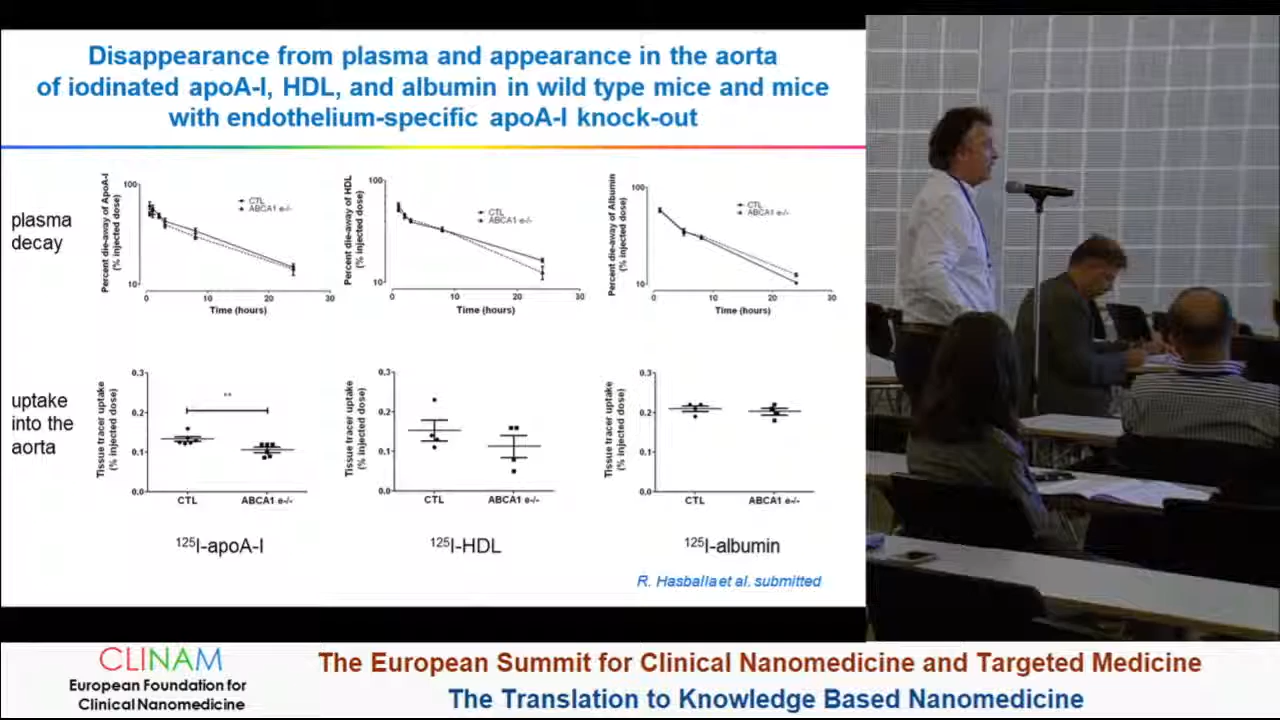 Disappearance from plasma and appearance in the aorta
of iodinated apoA-I, HDL, and albumin in wild type mice and mice
with endothelium-specific apoA-I knock-out
plasma
decay
Percent die-away of ApoA-I
(% injected dose)
100
10
CTL
ABCA1 e-/-
0
10
20
30
Time (hours)
Percent die-away of HDL
(% injected dose)
100
10
CTL
ABCA1 e-/-
0
10
20
30
Time (hours)
Percent die-away of Albumin
(% injected dose)
100
10
CTL
ABCA1 e-/-
0
10
20
30
Time (hours)
uptake
into the
aorta
Tissue tracer uptake
(% injected dose)
0.3
0.2
0.1
0.0
**
CTL
ABCA1 e-/-
125I-apoA-I
Tissue tracer uptake
(% injected dose)
0.3
0.2
0.1
0.0
CTL
ABCA1 e-/-
125I-HDL
Tissue tracer uptake
(% injected dose)
0.3
0.2
0.1
0.0
CTL
ABCA1 e-/-
125I-albumin
R. Hasballa et al. submitted
CLINAM
European Foundation for
Clinical Nanomedicine
The European Summit for Clinical Nanomedicine and Targeted Medicine
The Translation to Knowledge Based Nanomedicine